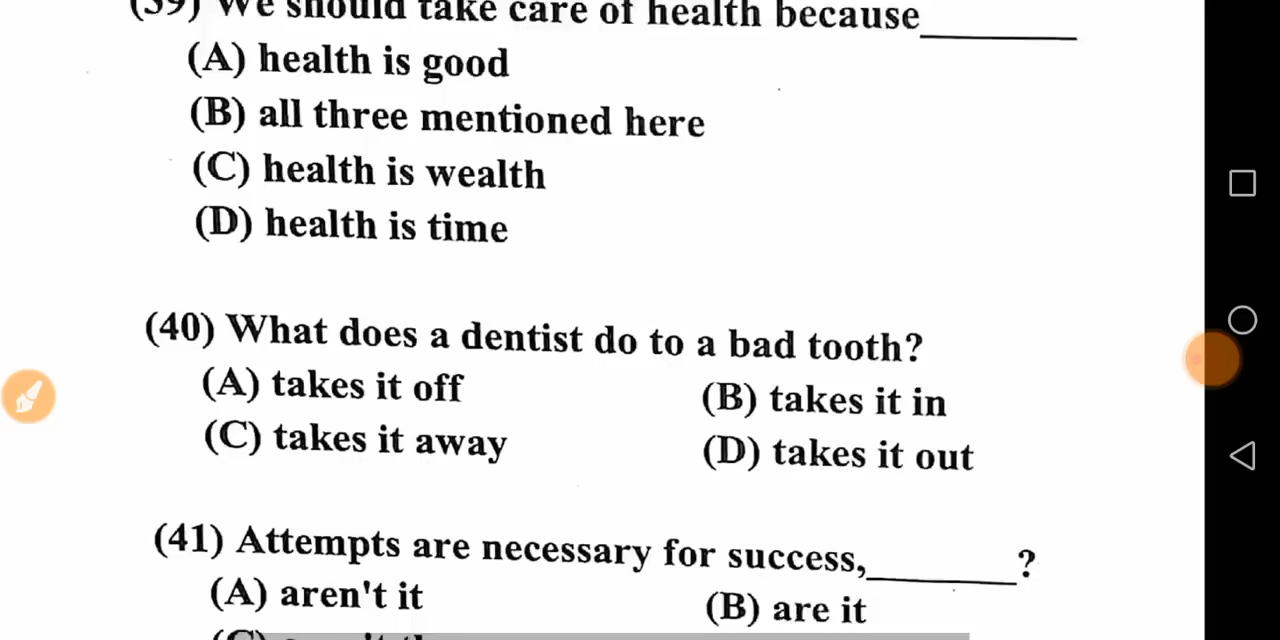 (39) We should take care of health because
(A) health is good
(B) all three mentioned here
(C) health is wealth
(D) health is time
(40) What does a dentist do to a bad tooth?
(A) takes it off (B) takes it in
(C) takes it away (D) takes it out
(41) Attempts are necessary for success,________?
(A) aren't it (B) are it